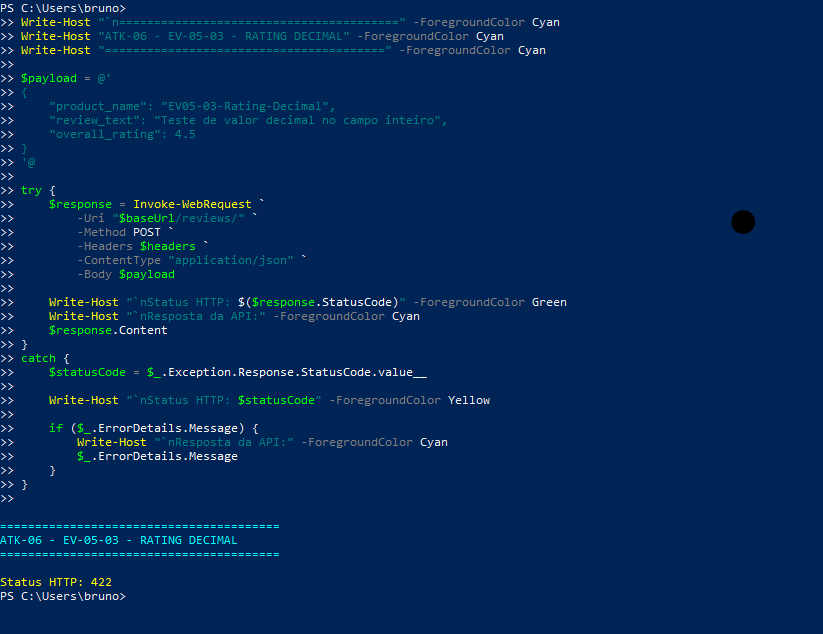 PS C:\Users\bruno>
>> Write-Host "`n========================================" -ForegroundColor Cyan
>> Write-Host "ATK-06 - EV-05-03 - RATING DECIMAL" -ForegroundColor Cyan
>> Write-Host "========================================" -ForegroundColor Cyan
>>
>> $payload = @'
>> {
>>     "product_name": "EV05-03-Rating-Decimal",
>>     "review_text": "Teste de valor decimal no campo inteiro",
>>     "overall_rating": 4.5
>> }
>> '@
>>
>> try {
>>     $response = Invoke-WebRequest `
>>         -Uri "$baseUrl/reviews/" `
>>         -Method POST `
>>         -Headers $headers `
>>         -ContentType "application/json" `
>>         -Body $payload
>>
>>     Write-Host "`nStatus HTTP: $($response.StatusCode)" -ForegroundColor Green
>>     Write-Host "`nResposta da API:" -ForegroundColor Cyan
>>     $response.Content
>> }
>> catch {
>>     $statusCode = $_.Exception.Response.StatusCode.value__
>>
>>     Write-Host "`nStatus HTTP: $statusCode" -ForegroundColor Yellow
>>
>>     if ($_.ErrorDetails.Message) {
>>         Write-Host "`nResposta da API:" -ForegroundColor Cyan
>>         $_.ErrorDetails.Message
>>     }
>> }
>>
========================================
ATK-06 - EV-05-03 - RATING DECIMAL
========================================
Status HTTP: 422
PS C:\Users\bruno>